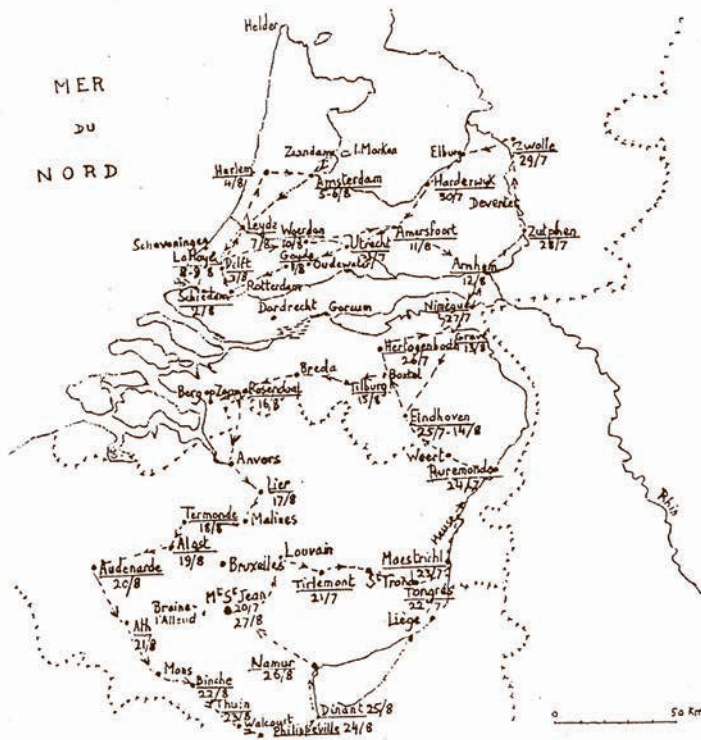 Helder
MER
DU
NORD
Zaandam
I. Marken
Elburg
Zwolle
29/7
Harlem
4/8
Amsterdam
5-6/8
Harderwyk
30/7
Deventer
Leyde
7/8
Woerden
10/8
Utrecht
Amersfoort
11/8
Zutphen
28/7
Scheveningen
La Haye
8-9/8
Delft
3/8
Gouda
1/8
Oudewater
Arnhem
12/8
Schiedam
2/8
Rotterdam
Dordrecht
Gorcum
Nimègue
27/7
Hertogenbosch
26/7
Grave
13/8
Boxtel
Breda
Tilburg
15/8
Berg op Zoom
Rosendael
16/8
Eindhoven
25/7-14/8
Weert
Ruremonde
24/7
Anvers
Lier
17/8
Malines
Termonde
18/8
Alost
19/8
Meuse
Rhin
Audenarde
20/8
Bruxelles
Louvain
Tirlemont
21/7
St Trond
Maestricht
23/7
Tongres
22/7
Mt St Jean
20/7
27/8
Braine
l'Alleud
Ath
21/8
Liège
Mons
Binche
22/8
Namur
26/8
Thuin
23/8
Walcourt
Dinant 25/8
Philippeville 24/8
0
50 Km